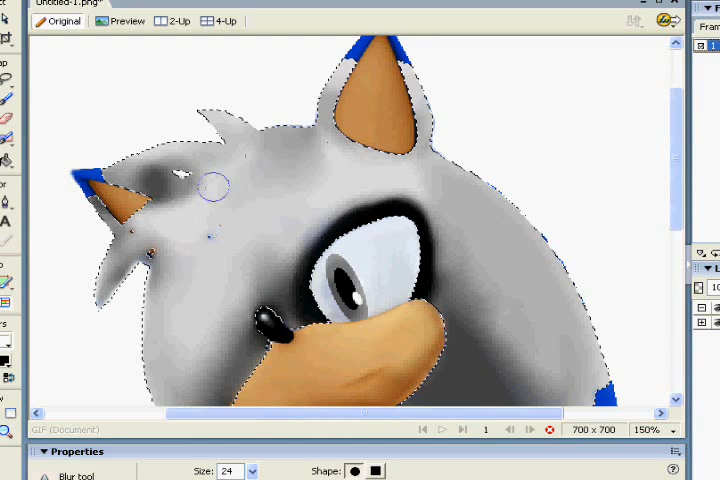 Untitled-1.png*
Original Preview 2-Up 4-Up
Fram
1
GIF (Document)
1
700 x 700
150%
Properties
Blur tool
Size: 24
Shape: